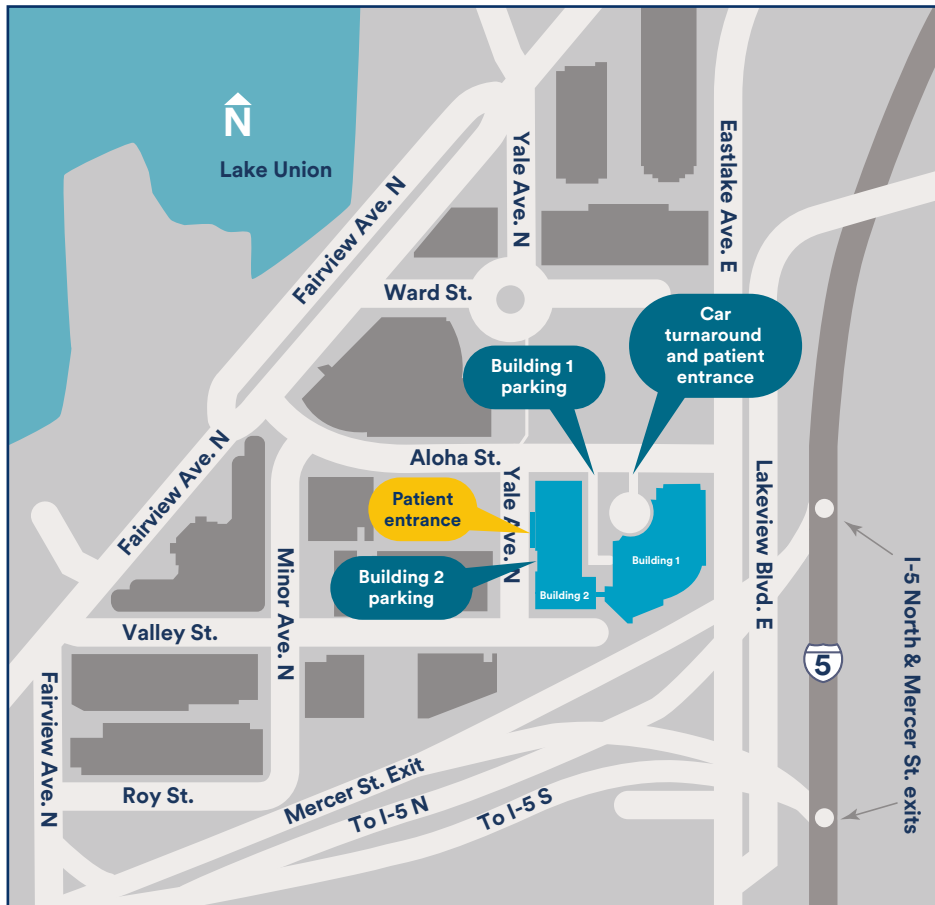 N
Lake Union
Fairview Ave. N
Yale Ave. N
Eastlake Ave. E
Ward St.
Car
turnaround
and patient
entrance
Building 1
parking
Fairview Ave. N
Aloha St.
Patient
entrance
Yale Ave. N
Lakeview Blvd. E
Building 1
Building 2
Building 2
parking
Minor Ave. N
Valley St.
I-5 North & Mercer St. exits
5
Fairview Ave. N
Roy St.
Mercer St. Exit
To I-5 N
To I-5 S